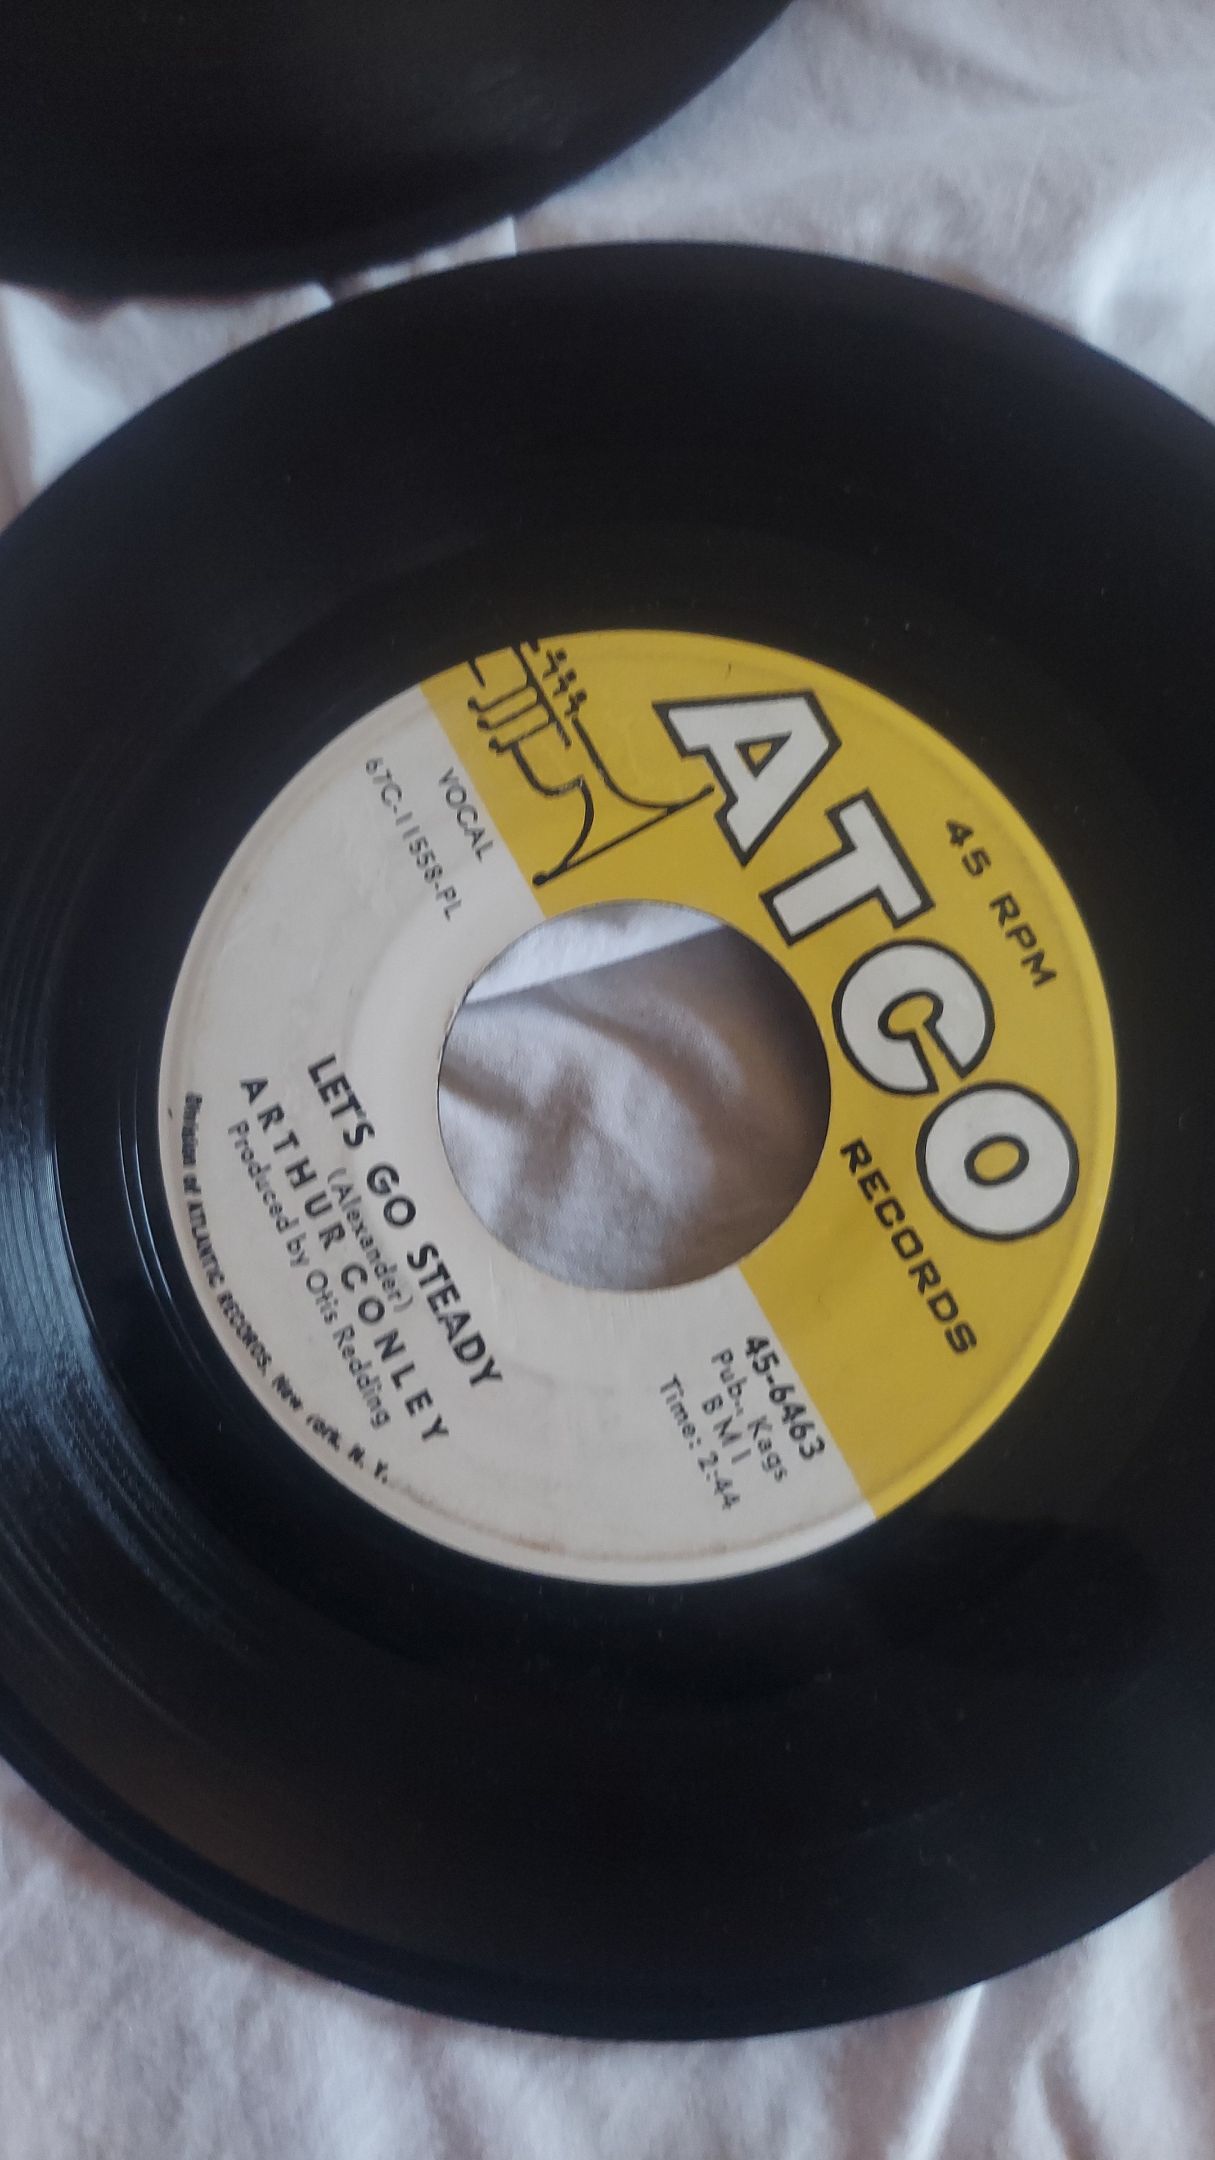 45 RPM
ATCO
RECORDS
VOCAL
67C-11558-PL
45-6463
Pub., Kags
BMI
Time: 2:44
LET'S GO STEADY
(Alexander)
ARTHUR CONLEY
Produced by Otis Redding
Division of ATLANTIC RECORDS, New York, N. Y.